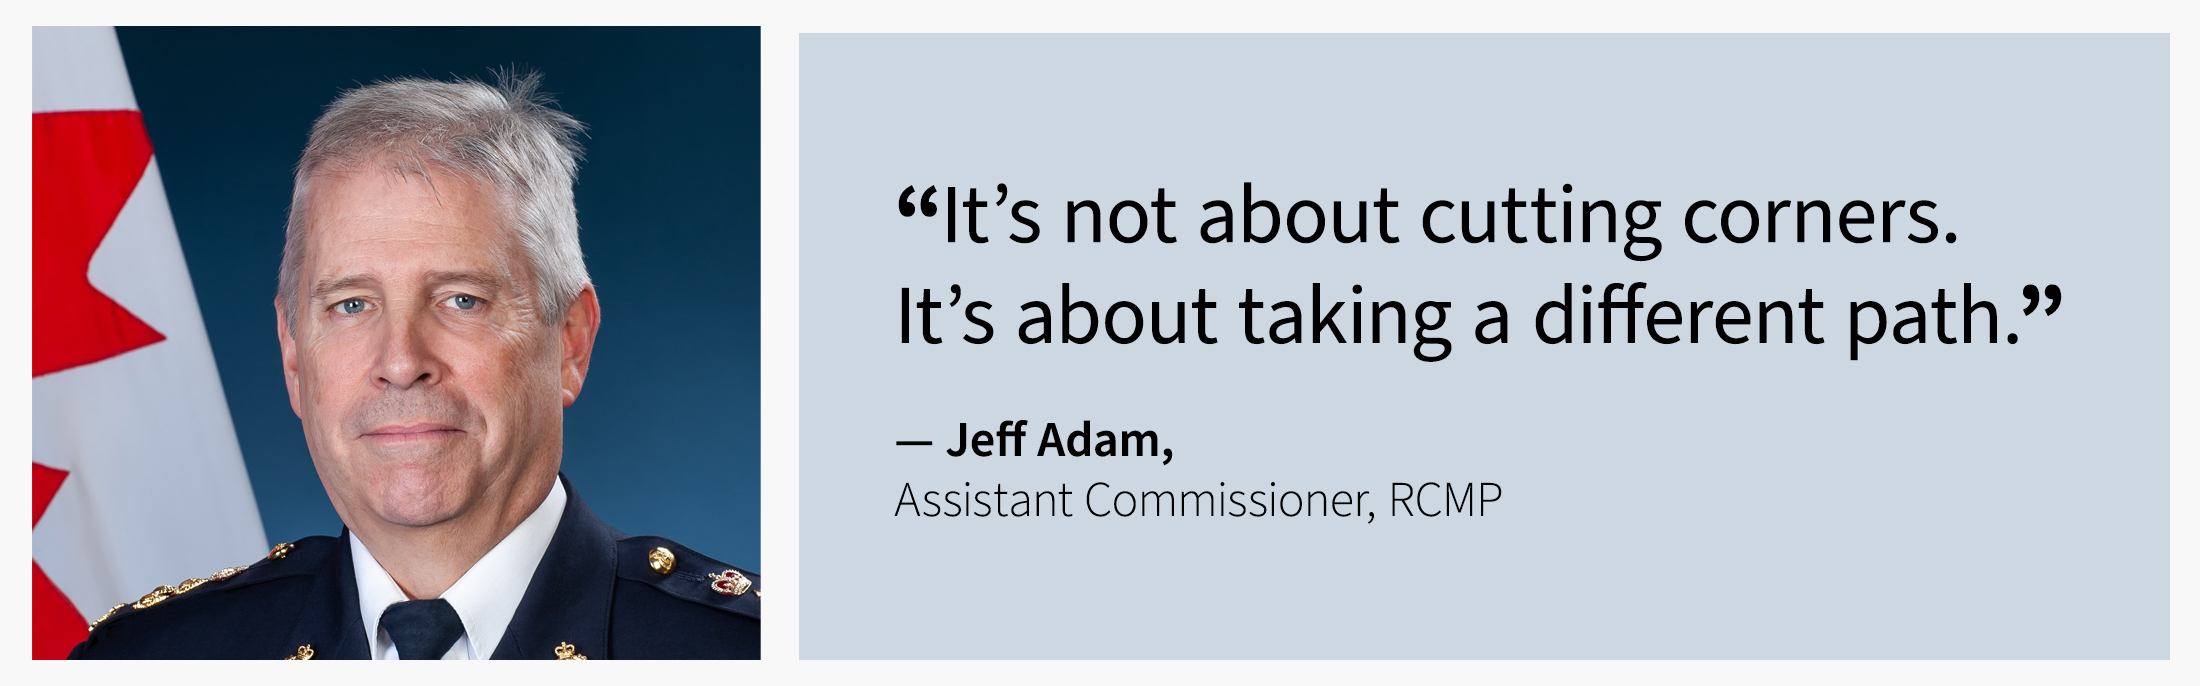 “It’s not about cutting corners.
It’s about taking a different path.”
— Jeff Adam,
Assistant Commissioner, RCMP